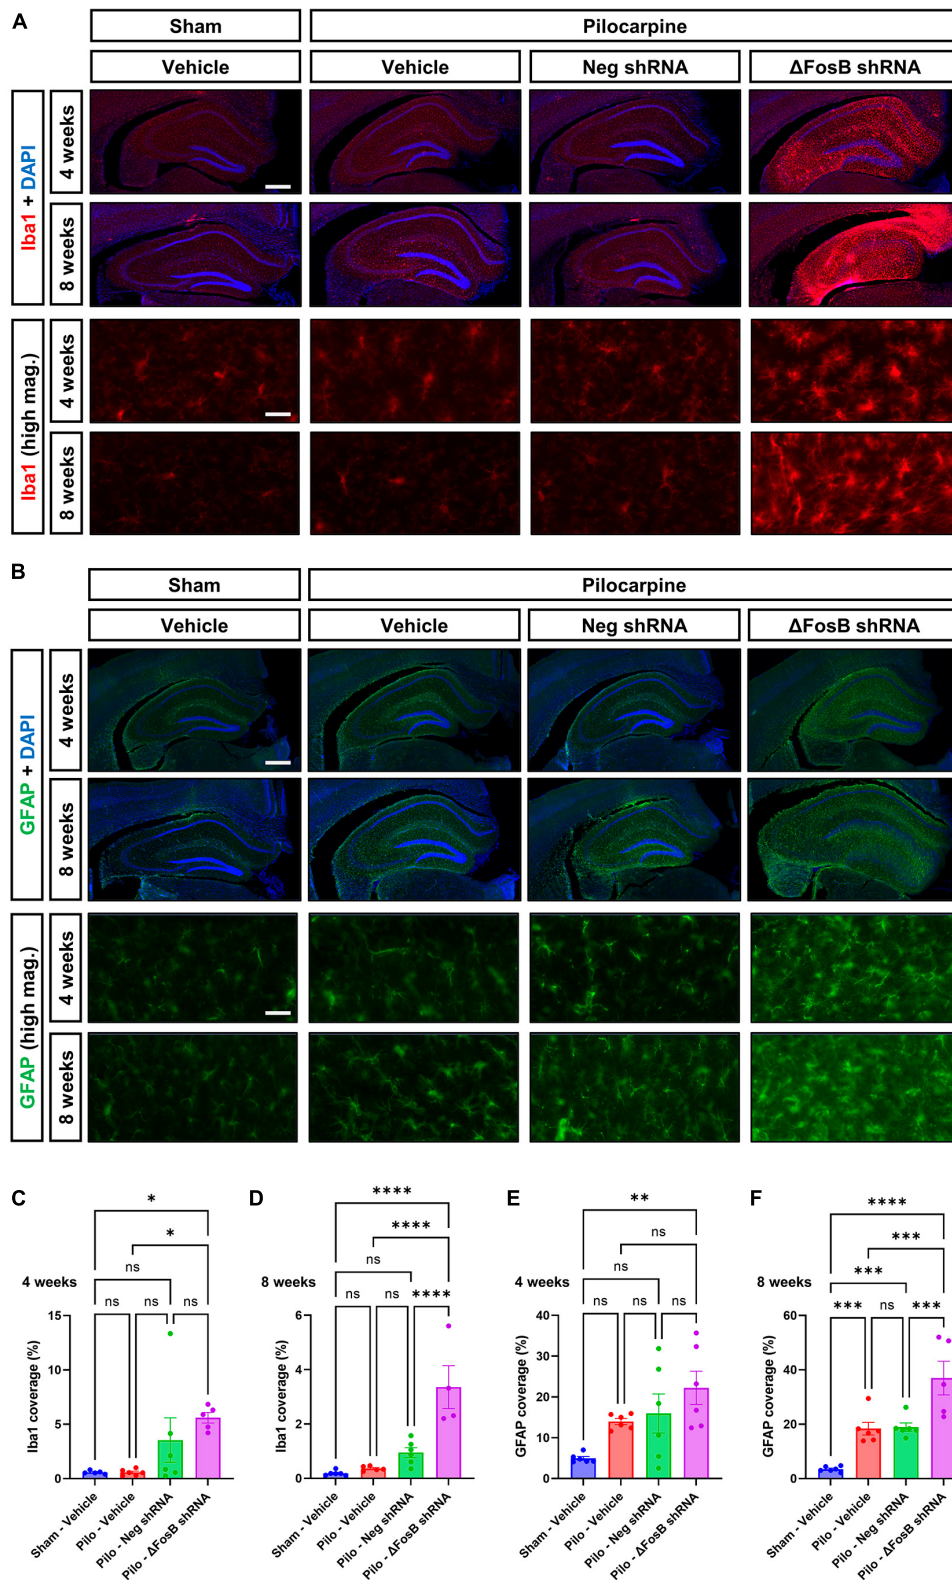 A
Sham
Pilocarpine
Vehicle
Vehicle
Neg shRNA
ΔFosB shRNA
Iba1 + DAPI
4 weeks
8 weeks
Iba1 (high mag.)
4 weeks
8 weeks
B
Sham
Pilocarpine
Vehicle
Vehicle
Neg shRNA
ΔFosB shRNA
GFAP + DAPI
4 weeks
8 weeks
GFAP (high mag.)
4 weeks
8 weeks
C
4 weeks
*
*
ns
ns
ns
ns
Iba1 coverage (%)
15
10
5
0
Sham - Vehicle
Pilo - Vehicle
Pilo - Neg shRNA
Pilo - ΔFosB shRNA
D
8 weeks
****
****
ns
ns
ns
****
Iba1 coverage (%)
6
4
2
0
Sham - Vehicle
Pilo - Vehicle
Pilo - Neg shRNA
Pilo - ΔFosB shRNA
E
4 weeks
**
ns
ns
ns
ns
ns
GFAP coverage (%)
40
30
20
10
0
Sham - Vehicle
Pilo - Vehicle
Pilo - Neg shRNA
Pilo - ΔFosB shRNA
F
8 weeks
****
***
***
***
ns
***
GFAP coverage (%)
60
40
20
0
Sham - Vehicle
Pilo - Vehicle
Pilo - Neg shRNA
Pilo - ΔFosB shRNA